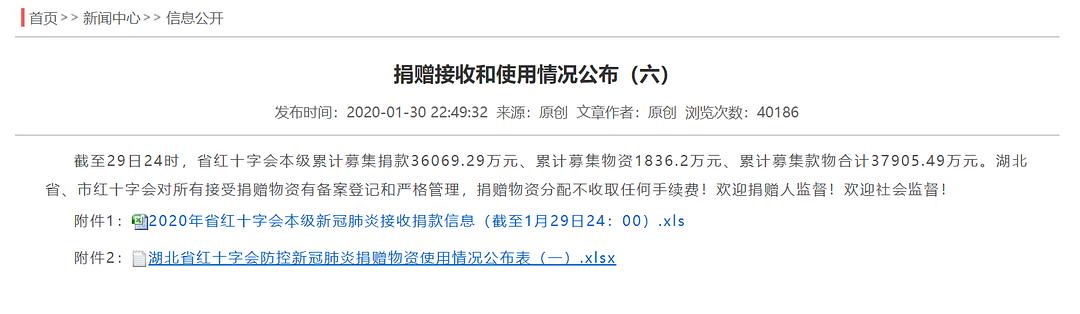 首页>> 新闻中心>> 信息公开
捐赠接收和使用情况公布（六）
发布时间：2020-01-30 22:49:32 来源：原创 文章作者：原创 浏览次数：40186
截至29日24时，省红十字会本级累计募集捐款36069.29万元、累计募集物资1836.2万元、累计募集款物合计37905.49万元。湖北
省、市红十字会对所有接受捐赠物资有备案登记和严格管理，捐赠物资分配不收取任何手续费！欢迎捐赠人监督！欢迎社会监督！
附件1：2020年省红十字会本级新冠肺炎接收捐款信息（截至1月29日24：00）.xls
附件2：湖北省红十字会防控新冠肺炎捐赠物资使用情况公布表（一）.xlsx